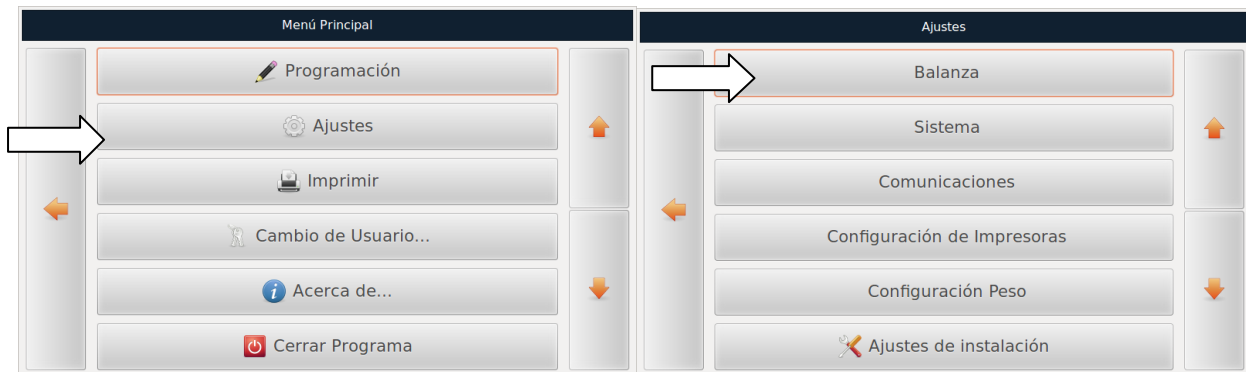 Menú Principal
Programación
Ajustes
Imprimir
Cambio de Usuario...
Acerca de...
Cerrar Programa
Ajustes
Balanza
Sistema
Comunicaciones
Configuración de Impresoras
Configuración Peso
Ajustes de instalación